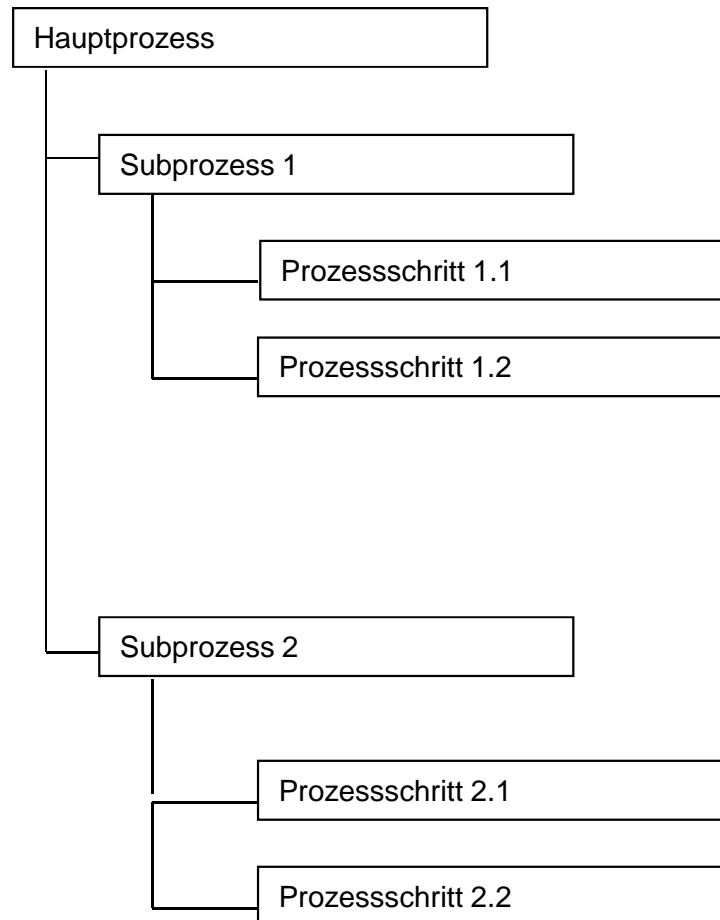 Hauptprozess
Subprozess 1
Prozessschritt 1.1
Prozessschritt 1.2
Subprozess 2
Prozessschritt 2.1
Prozessschritt 2.2